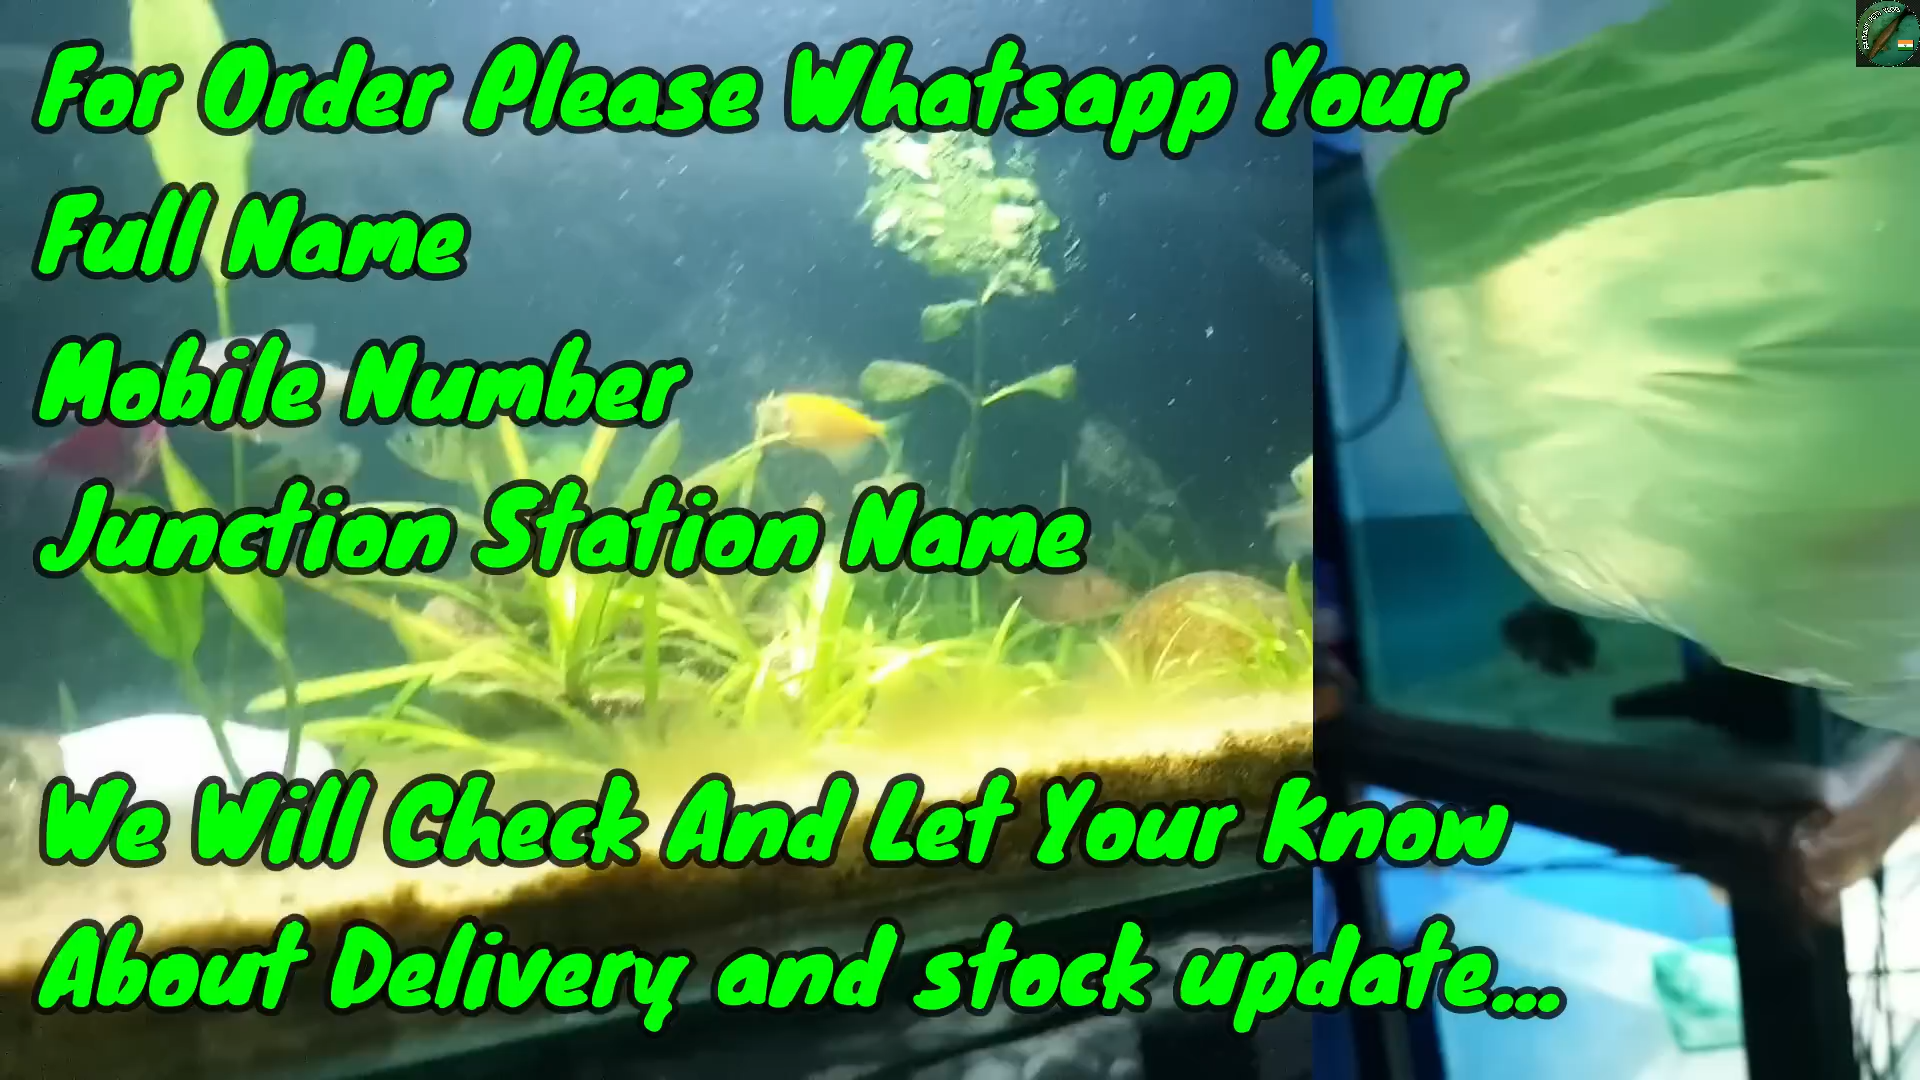 For Order Please Whatsapp Your
Full Name
Mobile Number
Junction Station Name
We Will Check And Let Your Know
About Delivery and stock update...